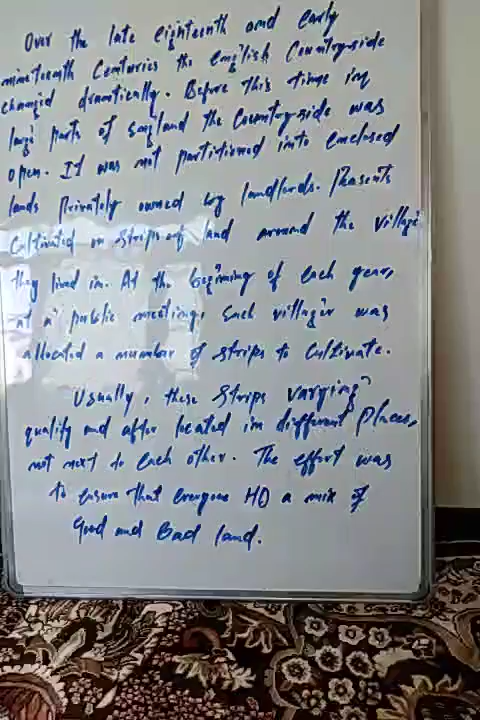 Over the late eighteenth and early
nineteenth Centuries the english Countryside
changed dramatically. Before this time in
large parts of England the Countryside was
open. It was not partitioned into enclosed
lands privately owned by landlords. Peasents
Cultivated on strips of land around the village
they lived in. At the beginning of each year,
at a public meeting, each villager was
allocated a number of strips to Cultivate.
Usually, these strips varying
quality and after located in different places,
not next to each other. The effort was
to ensure that everyone HD a mix of
Good and Bad land.